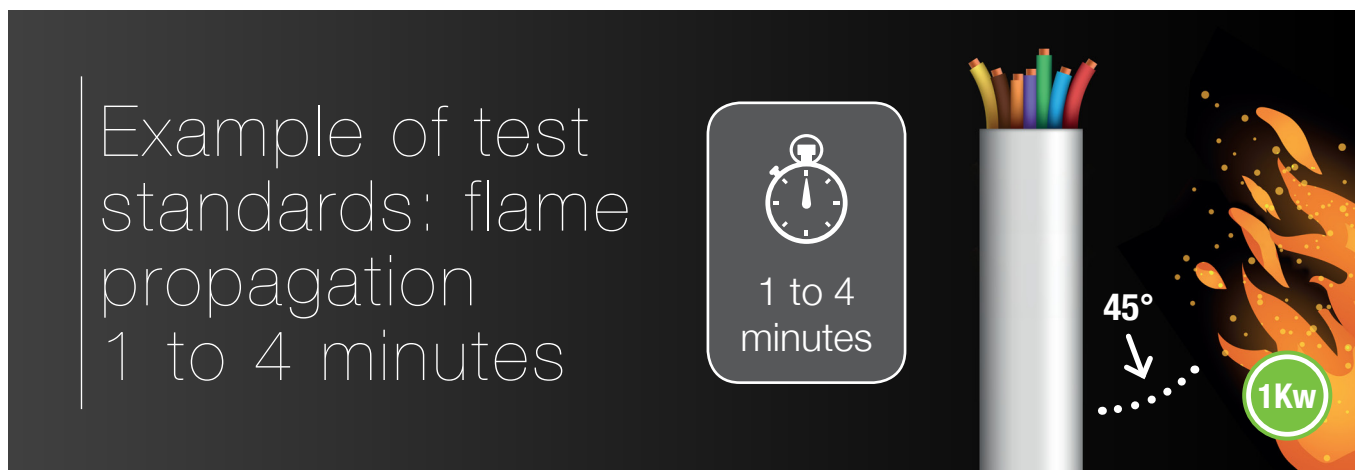 Example of test
standards: flame
propagation
1 to 4 minutes
1 to 4
minutes
45°
1Kw